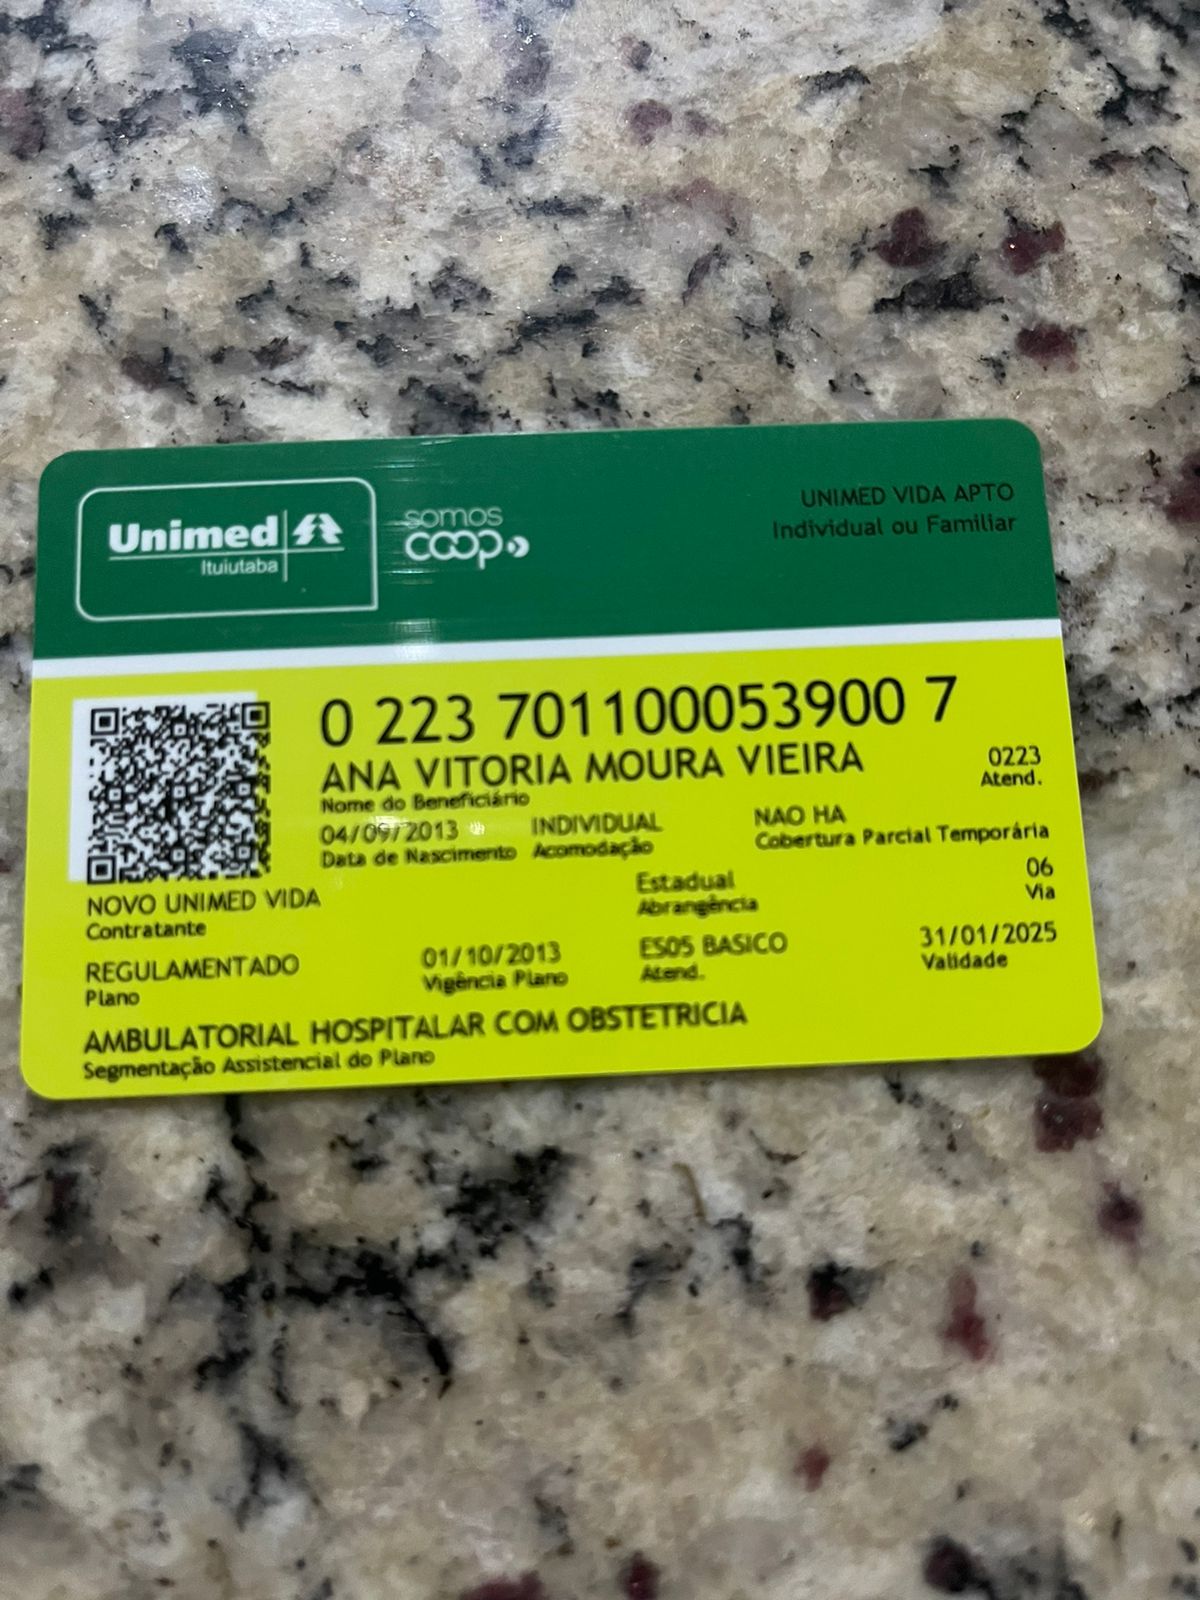 Unimed
Ituiutaba
somos
coop
UNIMED VIDA APTO
Individual ou Familiar
0 223 701100053900 7
ANA VITORIA MOURA VIEIRA
Nome do Beneficiário
0223
Atend.
04/09/2013 INDIVIDUAL NAO HA
Data de Nascimento Acomodação Cobertura Parcial Temporária
NOVO UNIMED VIDA Estadual 06
Contratante Abrangência Via
REGULAMENTADO 01/10/2013 ES05 BASICO 31/01/2025
Plano Vigência Plano Atend. Validade
AMBULATORIAL HOSPITALAR COM OBSTETRICIA
Segmentação Assistencial do Plano